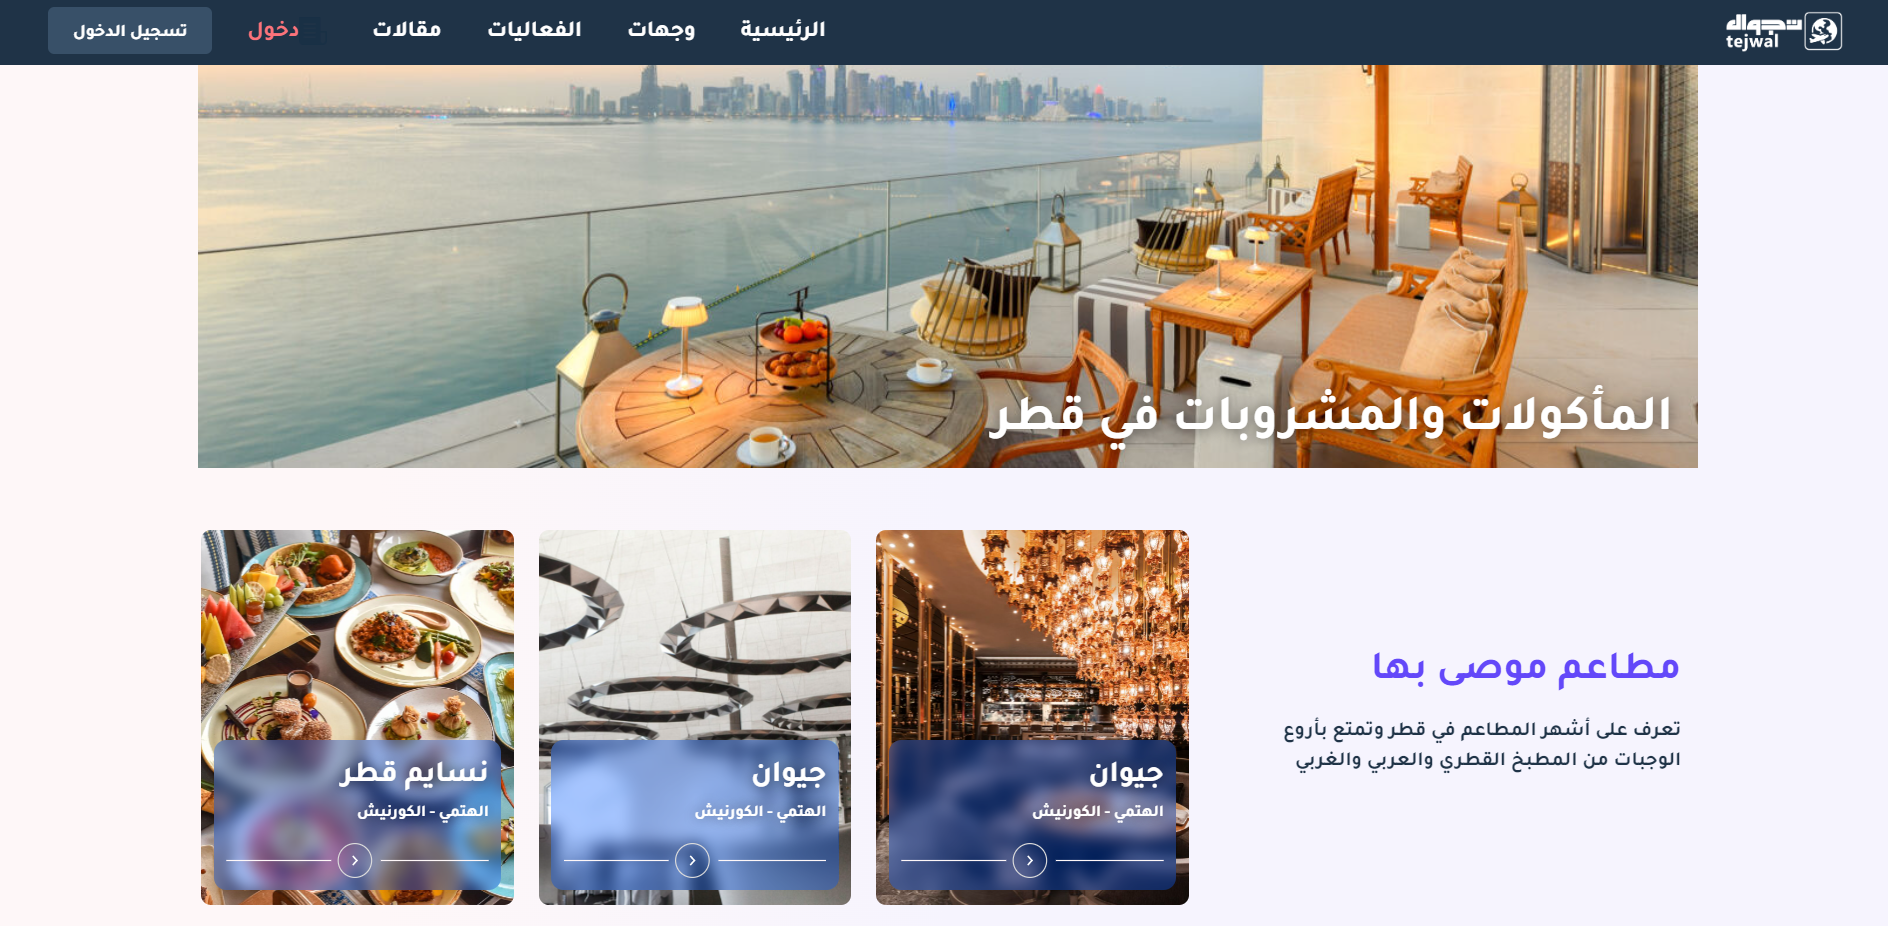 تجوال
tejwal
الرئيسية
وجهات
الفعاليات
مقالات
دخول
تسجيل الدخول
المأكولات والمشروبات في قطر
مطاعم موصى بها
تعرف على أشهر المطاعم في قطر وتمتع بأروع
الوجبات من المطبخ القطري والعربي والغربي
جيوان
الهتمي - الكورنيش
جيوان
الهتمي - الكورنيش
نسايم قطر
الهتمي - الكورنيش